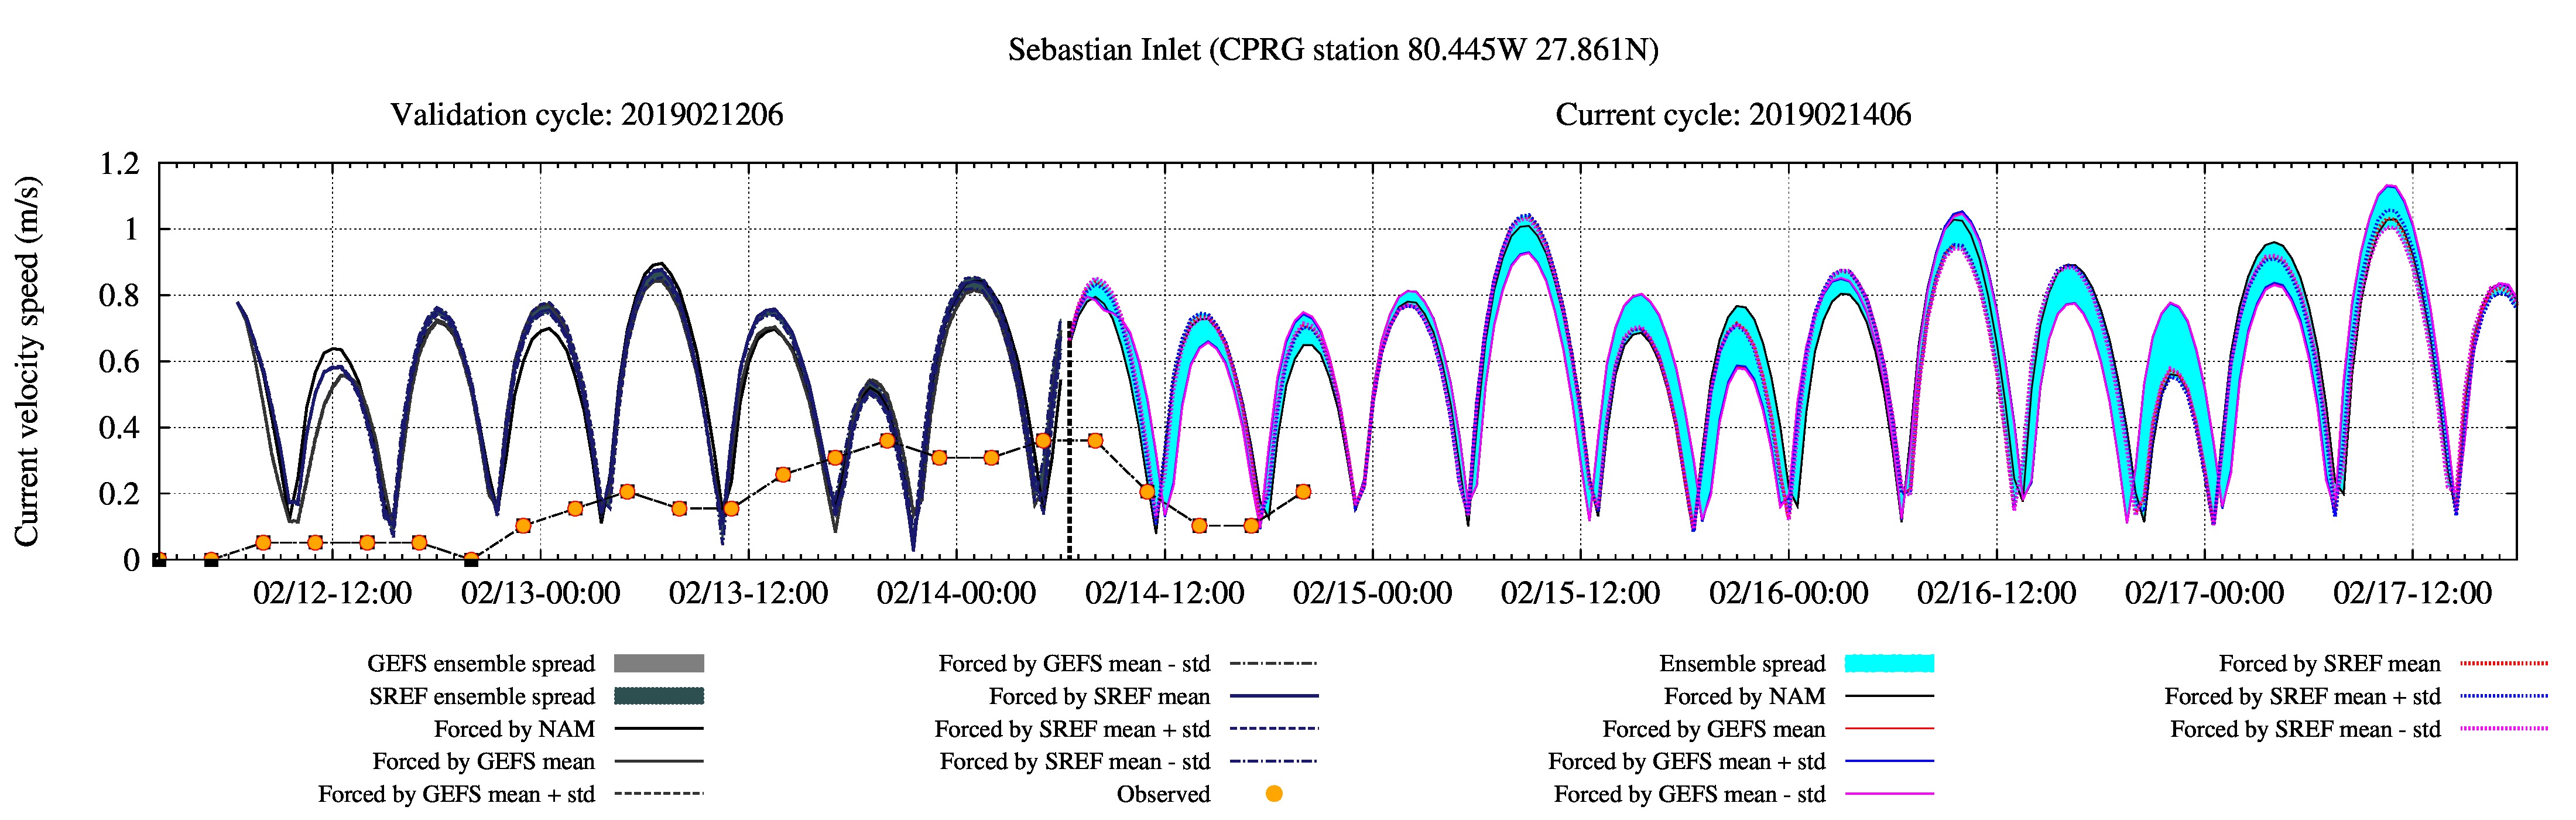 Sebastian Inlet (CPRG station 80.445W 27.861N)
Validation cycle: 2019021206
Current cycle: 2019021406
Current velocity speed (m/s)
1.2
1
0.8
0.6
0.4
0.2
0
02/12-12:00 02/13-00:00 02/13-12:00 02/14-00:00 02/14-12:00 02/15-00:00 02/15-12:00 02/16-00:00 02/16-12:00 02/17-00:00 02/17-12:00
GEFS ensemble spread
SREF ensemble spread
Forced by NAM
Forced by GEFS mean
Forced by GEFS mean + std
Forced by GEFS mean - std
Forced by SREF mean
Forced by SREF mean + std
Forced by SREF mean - std
Observed
Ensemble spread
Forced by NAM
Forced by GEFS mean
Forced by GEFS mean + std
Forced by GEFS mean - std
Forced by SREF mean
Forced by SREF mean + std
Forced by SREF mean - std